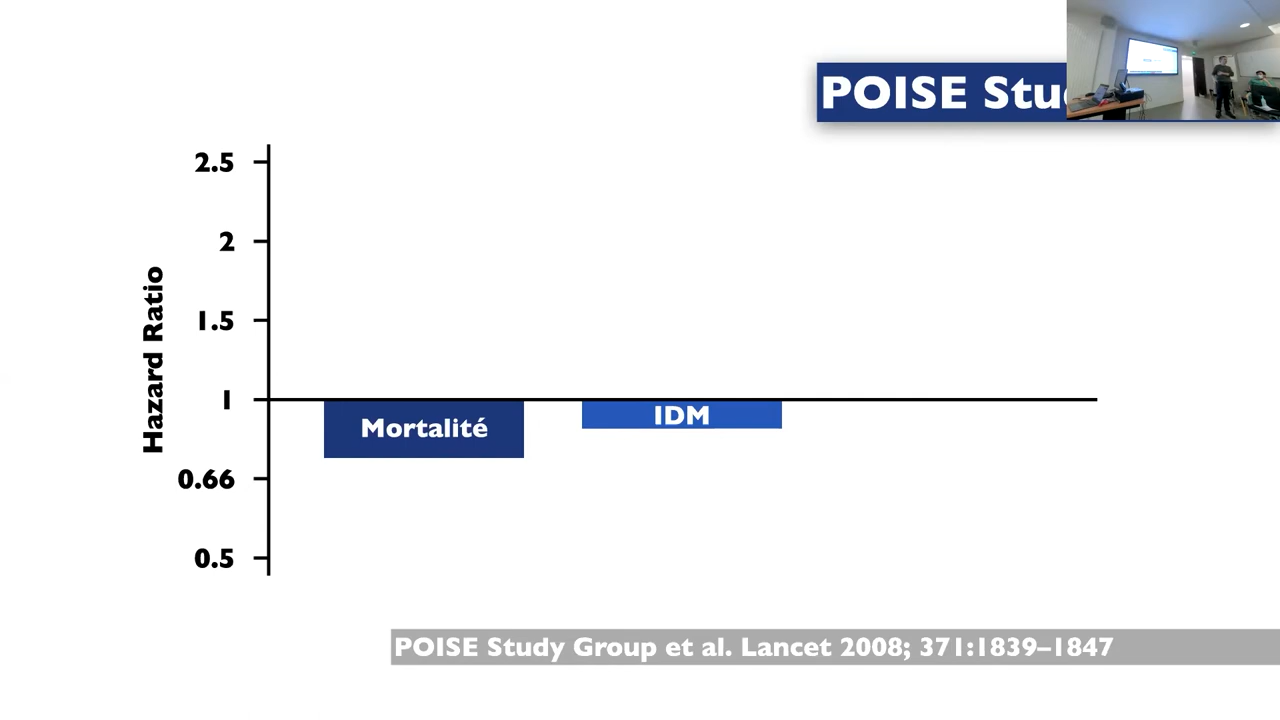 POISE Stu
2.5
2
1.5
1
0.66
0.5
Hazard Ratio
Mortalité
IDM
POISE Study Group et al. Lancet 2008; 371:1839–1847